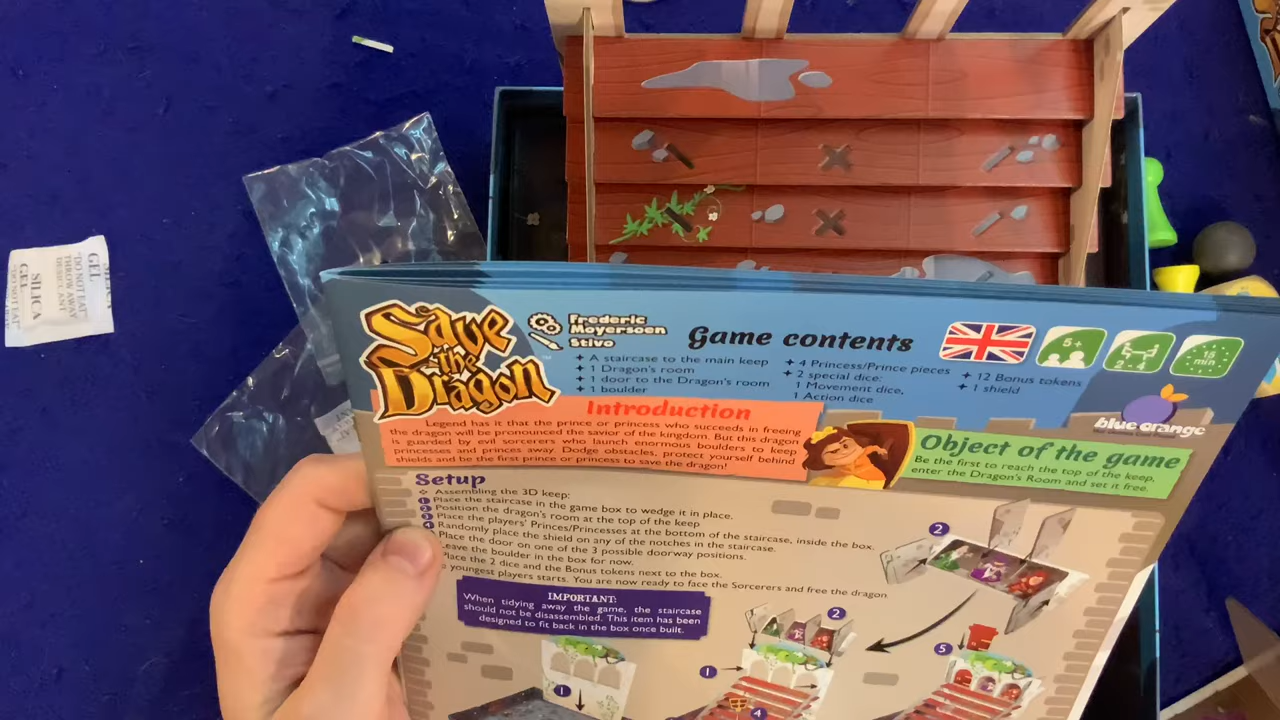 Save
the
Dragon
Frederic
Moyersoen
Stivo
Game contents
+ A staircase to the main keep
+ 1 Dragon's room
+ 1 door to the Dragon's room
+ 1 boulder
+ 4 Princess/Prince pieces
+ 2 special dice:
1 Movement dice,
1 Action dice
+ 12 Bonus tokens
+ 1 shield
5+
2 - 4
15
min
blue orange
Introduction
Legend has it that the prince or princess who succeeds in freeing
the dragon will be pronounced the savior of the kingdom. But this dragon
is guarded by evil sorcerers who launch enormous boulders to keep
princesses and princes away. Dodge obstacles, protect yourself behind
shields and be the first prince or princess to save the dragon!
Object of the game
Be the first to reach the top of the keep,
enter the Dragon's Room and set it free.
Setup
Assembling the 3D keep:
1 Place the staircase in the game box to wedge it in place.
2 Position the dragon's room at the top of the keep
3 Place the players' Princes/Princesses at the bottom of the staircase, inside the box.
4 Randomly place the shield on any of the notches in the staircase.
Place the door on one of the 3 possible doorway positions.
Leave the boulder in the box for now.
Place the 2 dice and the Bonus tokens next to the box.
youngest players starts. You are now ready to face the Sorcerers and free the dragon
IMPORTANT:
When tidying away the game, the staircase
should not be disassembled. This item has been
designed to fit back in the box once built.
2
2
1
5
1
4
SILICA
GEL
"DO NOT EAT"
THROW AWAY
DESICCANT